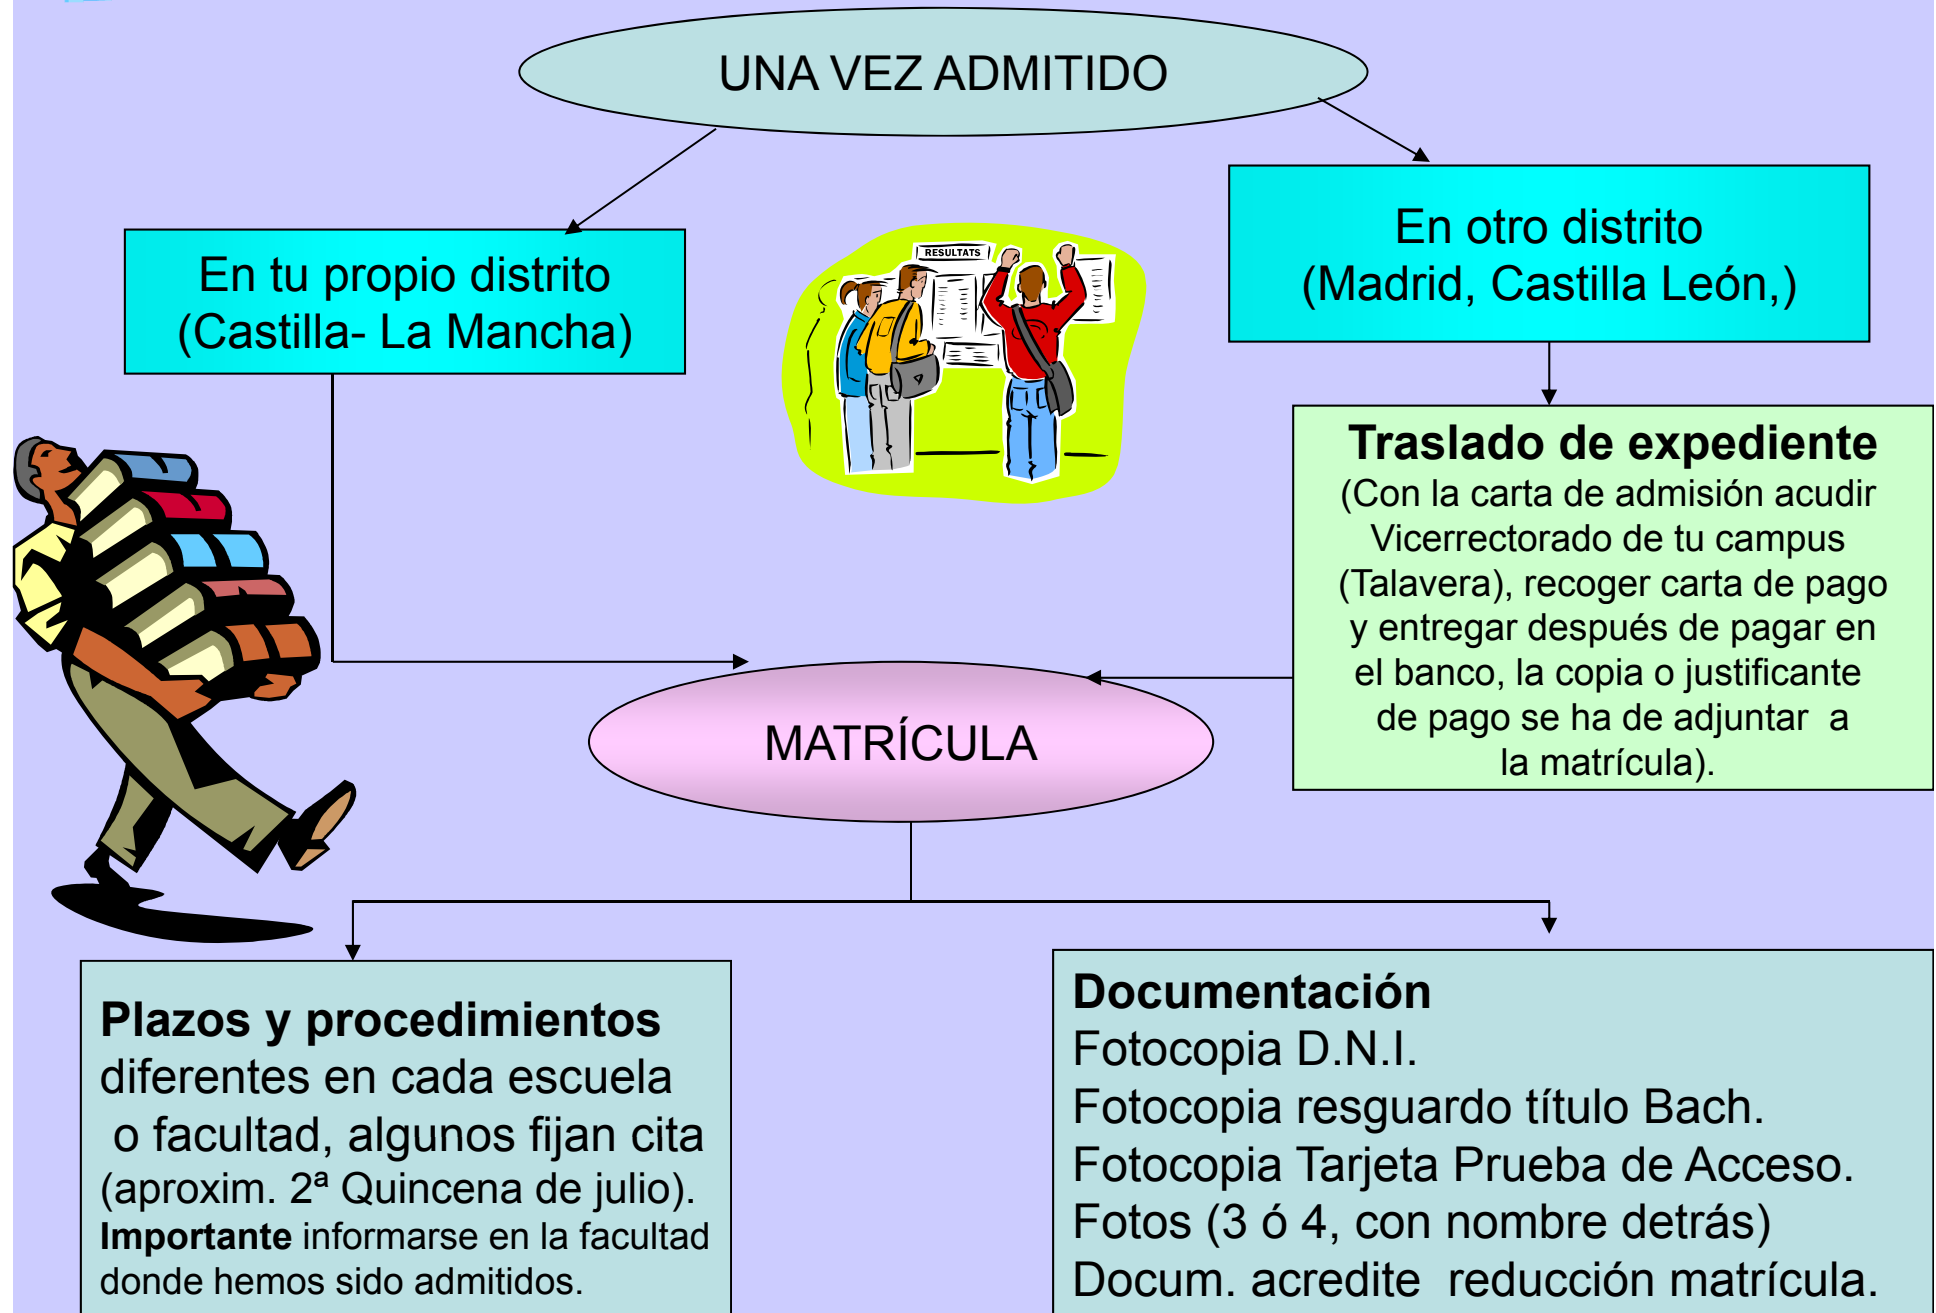 UNA VEZ ADMITIDO
En tu propio distrito
(Castilla- La Mancha)
RESULTATS
En otro distrito
(Madrid, Castilla León,)
Traslado de expediente
(Con la carta de admisión acudir
Vicerrectorado de tu campus
(Talavera), recoger carta de pago
y entregar después de pagar en
el banco, la copia o justificante
de pago se ha de adjuntar  a
la matrícula).
MATRÍCULA
Plazos y procedimientos
diferentes en cada escuela
o facultad, algunos fijan cita
(aproxim. 2ª Quincena de julio).
Importante informarse en la facultad
donde hemos sido admitidos.
Documentación
Fotocopia D.N.I.
Fotocopia resguardo título Bach.
Fotocopia Tarjeta Prueba de Acceso.
Fotos (3 ó 4, con nombre detrás)
Docum. acredite  reducción matrícula.